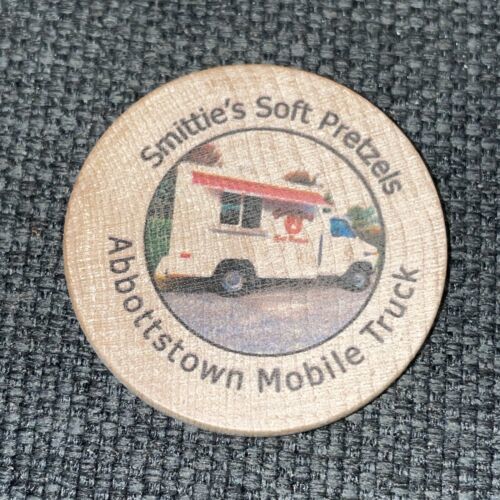 Smittie's Soft Pretzels
Abbottstown Mobile Truck